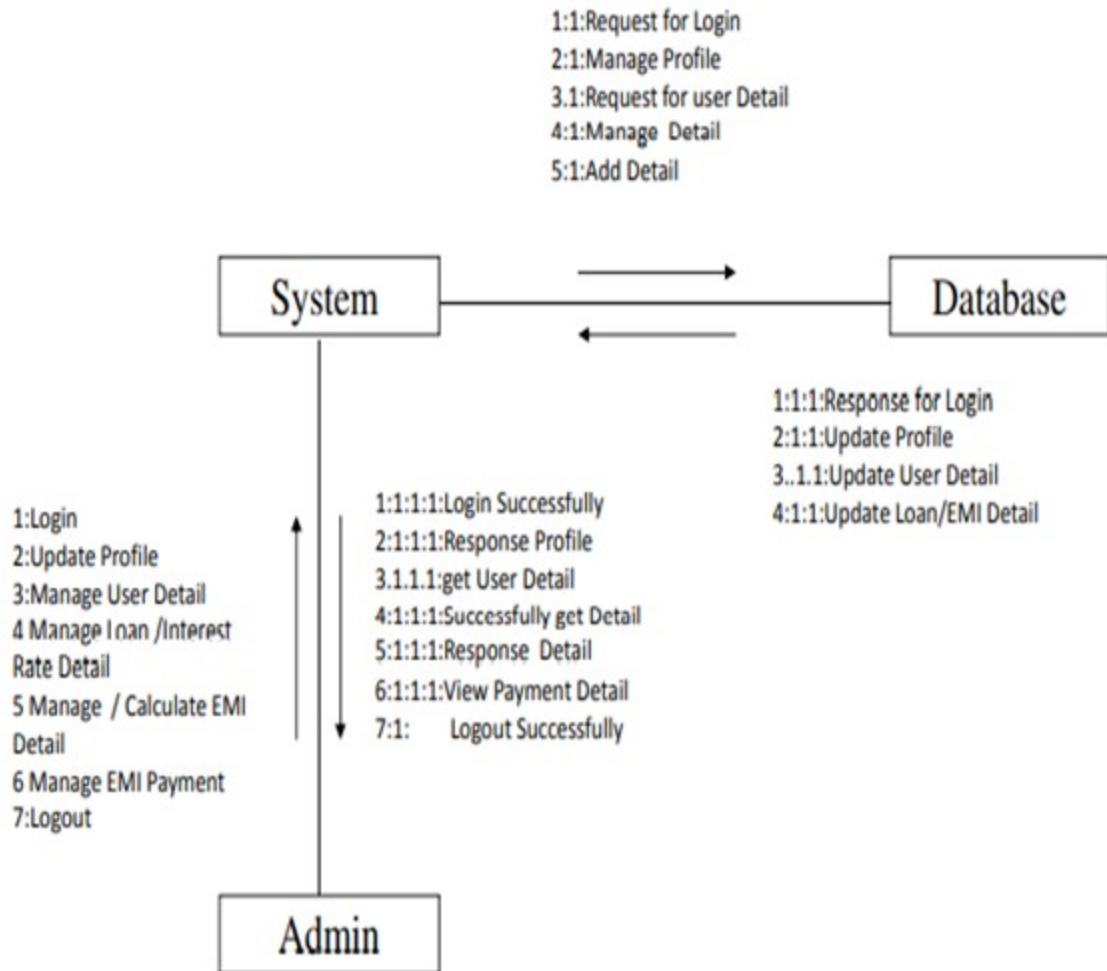 1:1:Request for Login
2:1:Manage Profile
3.1:Request for user Detail
4:1:Manage Detail
5:1:Add Detail
System
Database
1:1:1:Response for Login
2:1:1:Update Profile
3..1.1:Update User Detail
4:1:1:Update Loan/EMI Detail
1:Login
2:Update Profile
3:Manage User Detail
4 Manage Loan /Interest
Rate Detail
5 Manage / Calculate EMI
Detail
6 Manage EMI Payment
7:Logout
1:1:1:1:Login Successfully
2:1:1:1:Response Profile
3.1.1.1:get User Detail
4:1:1:1:Successfully get Detail
5:1:1:1:Response Detail
6:1:1:1:View Payment Detail
7:1: Logout Successfully
Admin